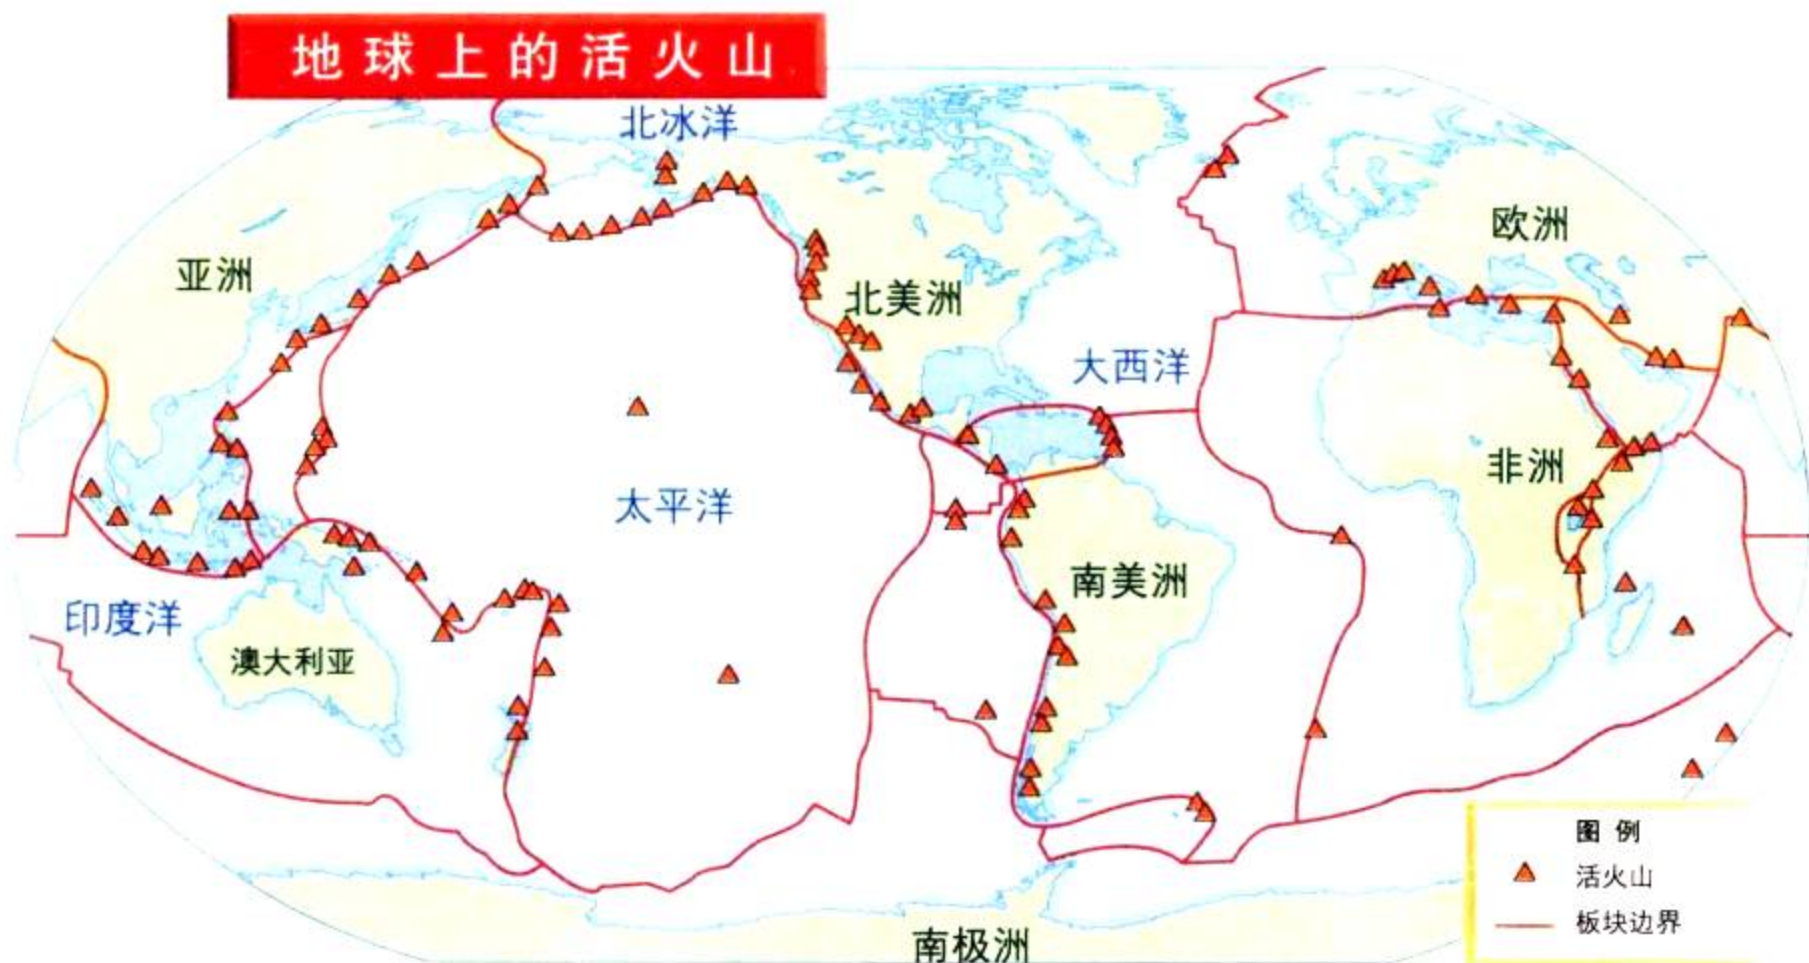 地球上的活火山
北冰洋
欧洲
亚洲
北美洲
大西洋
非洲
太平洋
南美洲
印度洋
澳大利亚
图例
活火山
板块边界
南极洲